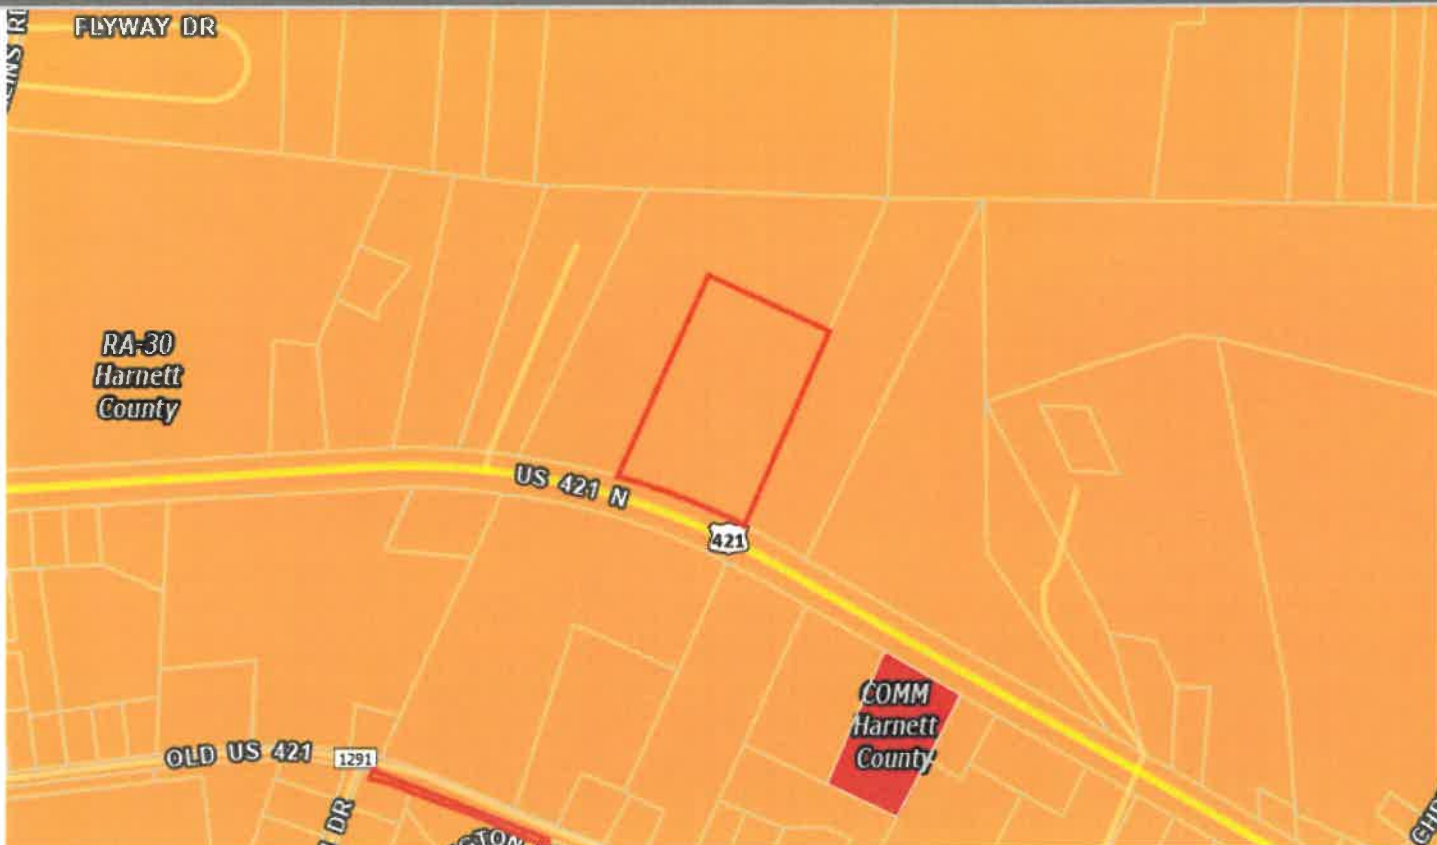 FLYWAY DR
RA-30
Harnett
County
US 421 N
421
COMM
Harnett
County
OLD US 421
1291
DR